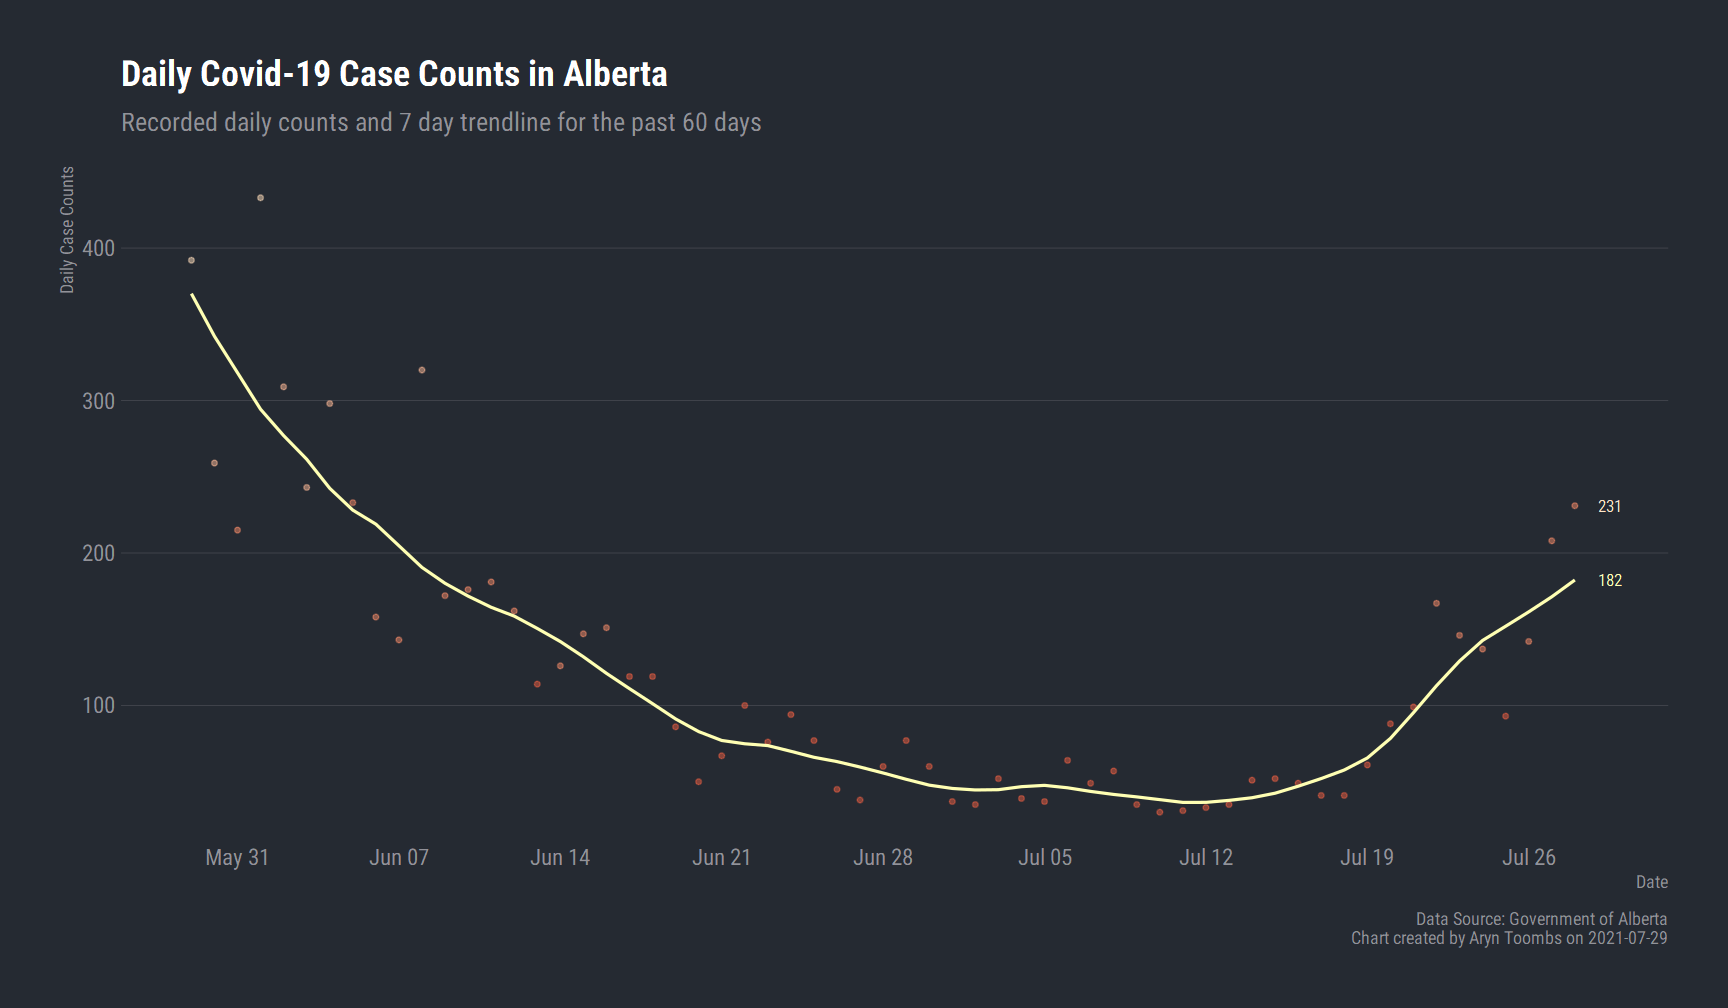 Daily Covid-19 Case Counts in Alberta
Recorded daily counts and 7 day trendline for the past 60 days
Daily Case Counts
400
300
200
100
231
182
May 31
Jun 07
Jun 14
Jun 21
Jun 28
Jul 05
Jul 12
Jul 19
Jul 26
Date
Data Source: Government of Alberta
Chart created by Aryn Toombs on 2021-07-29